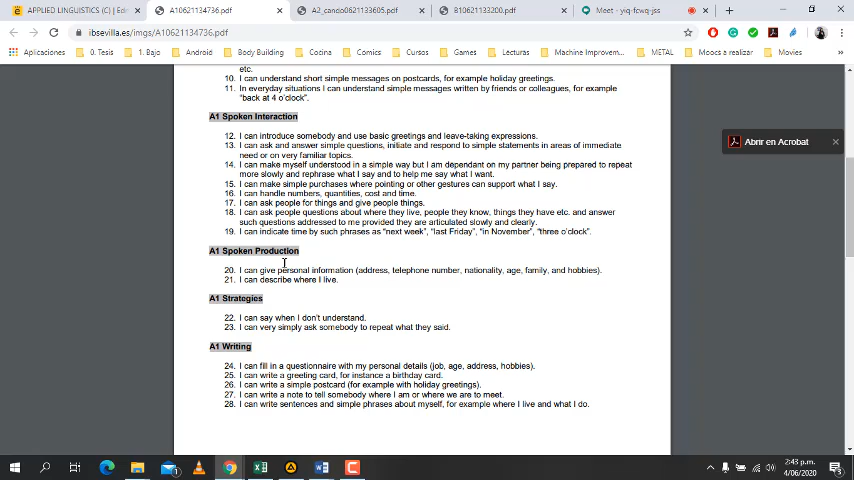 APPLIED LINGUISTICS (C) | Edi
A10621134736.pdf
A2_cando0621133605.pdf
B10621133200.pdf
Meet - yiq-fcwq-jss
ibsevilla.es/imgs/A10621134736.pdf
Aplicaciones
0. Tesis
1. Bajo
Android
Body Building
Cocina
Comics
Cursos
Games
Lecturas
Machine Improvem...
METAL
Moocs a realizar
Movies
etc.
10. I can understand short simple messages on postcards, for example holiday greetings.
11. In everyday situations I can understand simple messages written by friends or colleagues, for example
"back at 4 o'clock".
A1 Spoken Interaction
12. I can introduce somebody and use basic greetings and leave-taking expressions.
13. I can ask and answer simple questions, initiate and respond to simple statements in areas of immediate
need or on very familiar topics.
14. I can make myself understood in a simple way but I am dependant on my partner being prepared to repeat
more slowly and rephrase what I say and to help me say what I want.
15. I can make simple purchases where pointing or other gestures can support what I say.
16. I can handle numbers, quantities, cost and time.
17. I can ask people for things and give people things.
18. I can ask people questions about where they live, people they know, things they have etc. and answer
such questions addressed to me provided they are articulated slowly and clearly.
19. I can indicate time by such phrases as "next week", "last Friday", "in November", "three o'clock".
A1 Spoken Production
20. I can give personal information (address, telephone number, nationality, age, family, and hobbies).
21. I can describe where I live.
A1 Strategies
22. I can say when I don't understand.
23. I can very simply ask somebody to repeat what they said.
A1 Writing
24. I can fill in a questionnaire with my personal details (job, age, address, hobbies).
25. I can write a greeting card, for instance a birthday card.
26. I can write a simple postcard (for example with holiday greetings).
27. I can write a note to tell somebody where I am or where we are to meet.
28. I can write sentences and simple phrases about myself, for example where I live and what I do.
Abrir en Acrobat
2:43 p.m.
4/06/2020